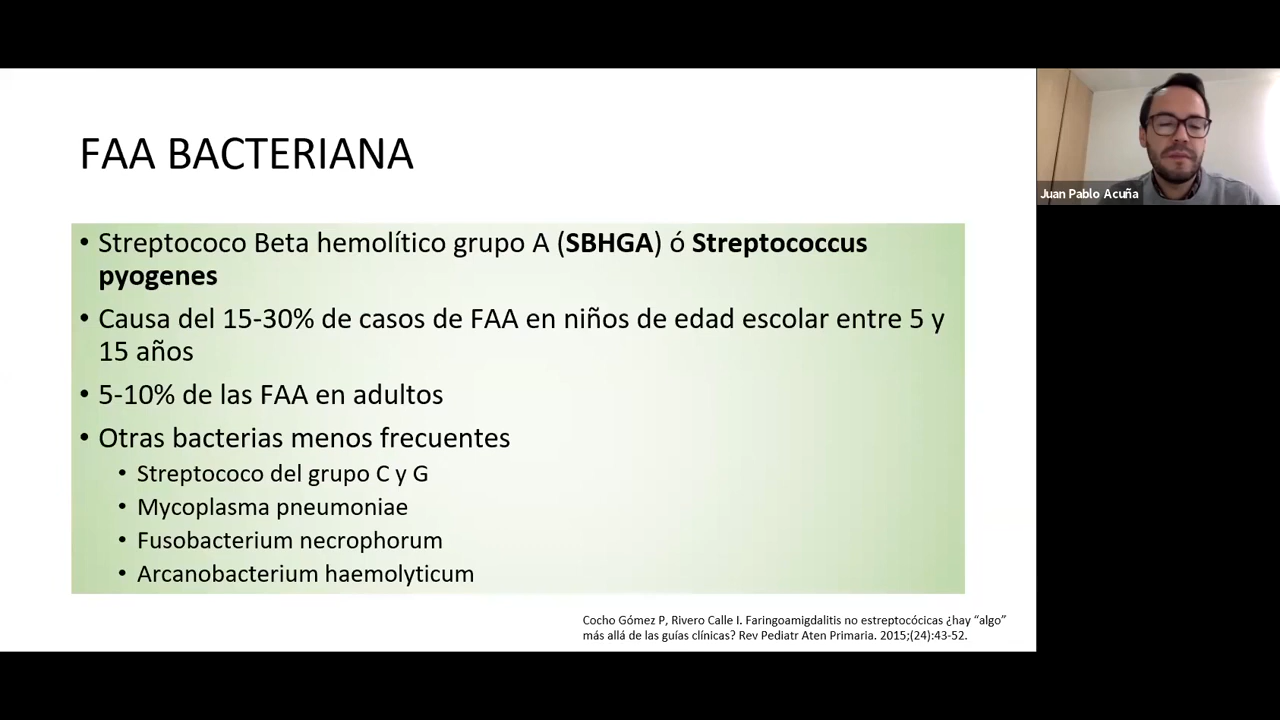 FAA BACTERIANA
• Streptococo Beta hemolítico grupo A (SBHGA) ó Streptococcus
pyogenes
• Causa del 15-30% de casos de FAA en niños de edad escolar entre 5 y
15 años
• 5-10% de las FAA en adultos
• Otras bacterias menos frecuentes
• Streptococo del grupo C y G
• Mycoplasma pneumoniae
• Fusobacterium necrophorum
• Arcanobacterium haemolyticum
Cocho Gómez P, Rivero Calle I. Faringoamigdalitis no estreptocócicas ¿hay “algo”
más allá de las guías clínicas? Rev Pediatr Aten Primaria. 2015;(24):43-52.
Juan Pablo Acuña